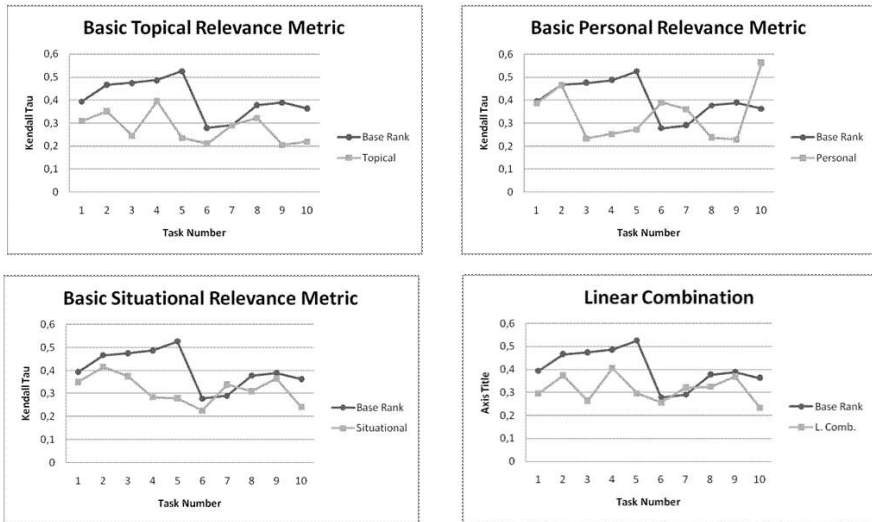 Basic Topical Relevance Metric
0,6
0,5
0,4
0,3
0,2
0,1
0
Kendall Tau
1 2 3 4 5 6 7 8 9 10
Task Number
Base Rank
Topical
Basic Personal Relevance Metric
0,6
0,5
0,4
0,3
0,2
0,1
0
Kendall Tau
1 2 3 4 5 6 7 8 9 10
Task Number
Base Rank
Personal
Basic Situational Relevance Metric
0,6
0,5
0,4
0,3
0,2
0,1
0
Kendall Tau
1 2 3 4 5 6 7 8 9 10
Task Number
Base Rank
Situational
Linear Combination
0,6
0,5
0,4
0,3
0,2
0,1
0
Axis Title
1 2 3 4 5 6 7 8 9 10
Task Number
Base Rank
L. Comb.